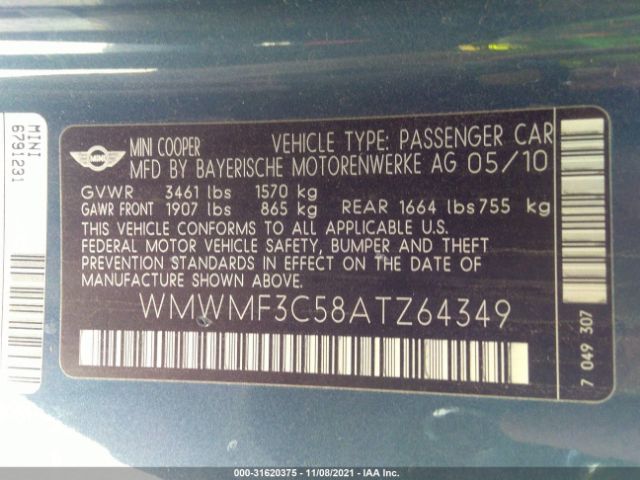 MINI
6791231
MINI
MINI COOPER
VEHICLE TYPE: PASSENGER CAR
MFD BY BAYERISCHE MOTORENWERKE AG 05/10
GVWR 3461 lbs 1570 kg
GAWR FRONT 1907 lbs 865 kg REAR 1664 lbs 755 kg
THIS VEHICLE CONFORMS TO ALL APPLICABLE U.S.
FEDERAL MOTOR VEHICLE SAFETY, BUMPER AND THEFT
PREVENTION STANDARDS IN EFFECT ON THE DATE OF
MANUFACTURE SHOWN ABOVE.
WMWMF3C58ATZ64349
7 049 307
000-31620375 - 11/08/2021 - IAA Inc.